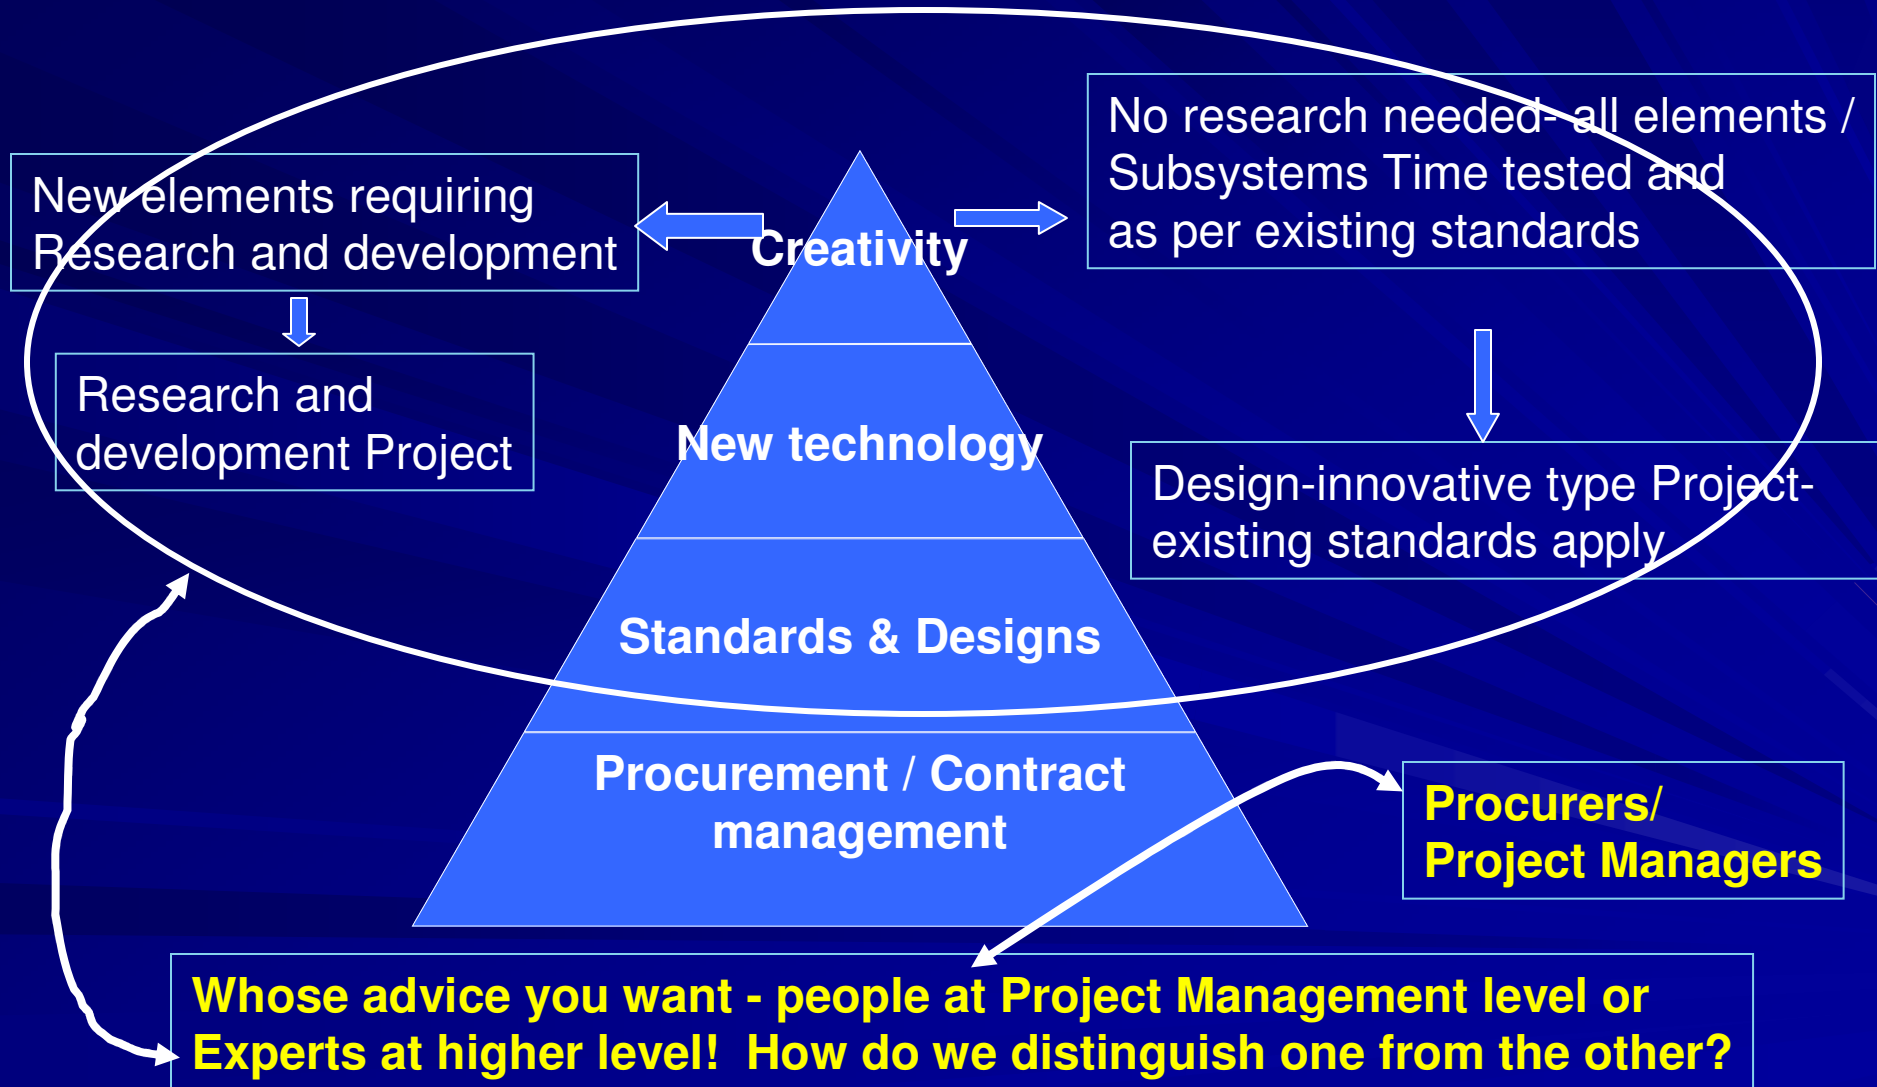 New elements requiring
Research and development
Research and
development Project
No research needed- all elements /
Subsystems Time tested and
as per existing standards
Design-innovative type Project-
existing standards apply
Creativity
New technology
Standards & Designs
Procurement / Contract
management
Procurers/
Project Managers
Whose advice you want - people at Project Management level or
Experts at higher level!  How do we distinguish one from the other?